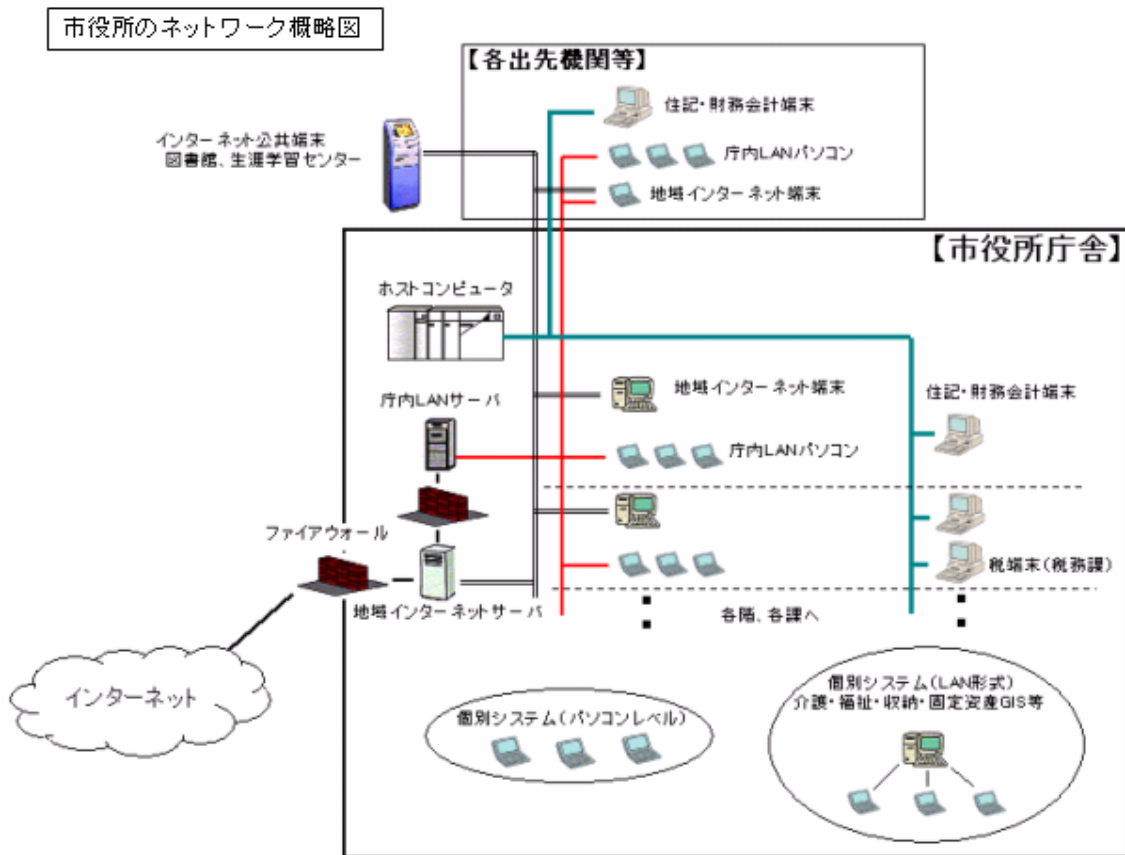 市役所のネットワーク概略図
【各出先機関等】
住記・財務会計端末
インターネット公共端末
図書館、生涯学習センター
庁内LANパソコン
地域インターネット端末
【市役所庁舎】
ホストコンピュータ
地域インターネット端末
住記・財務会計端末
庁内LANサーバ
庁内LANパソコン
ファイアウォール
税端末(税務課)
地域インターネットサーバ
各階、各課へ
インターネット
個別システム(パソコンレベル)
個別システム(LAN形式)
介護・福祉・収納・固定資産GIS等